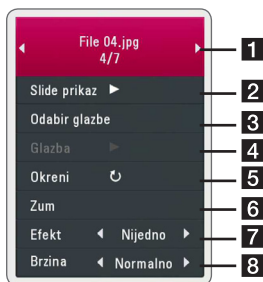 File 04.jpg
1
4/7
Slide prikaz 2
Odabir glazbe 3
Glazba 4
Okreni 5
Zum 6
Efekt Nijedno 7
Brzina Normalno 8